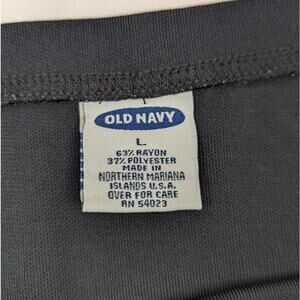 OLD NAVY
L
63% RAYON
37% POLYESTER
MADE IN
NORTHERN MARIANA
ISLANDS U.S.A.
OVER FOR CARE
RN 54023